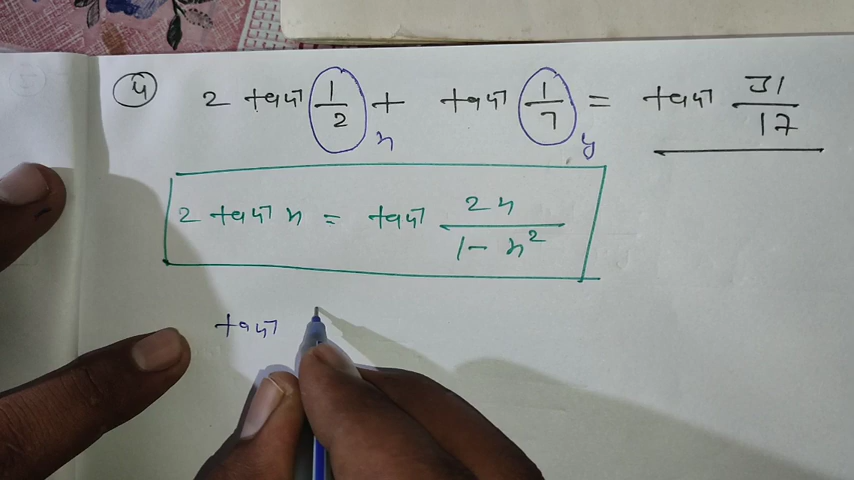 ④ 2 tan⁻¹ 1/2 + tan⁻¹ 1/7 = tan⁻¹ 31/17
x y
2 tan⁻¹ x = tan⁻¹ 2x/1-x²
tan⁻¹